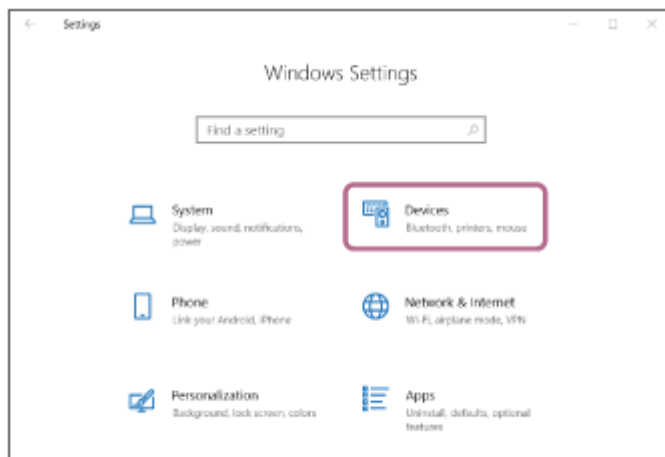 Settings
Windows Settings
Find a setting
System
Display, sound, notifications,
power
Devices
Bluetooth, printers, mouse
Phone
Link your Android, iPhone
Network & Internet
Wi-Fi, airplane mode, VPN
Personalization
Background, lock screen, colors
Apps
Uninstall, defaults, optional
features